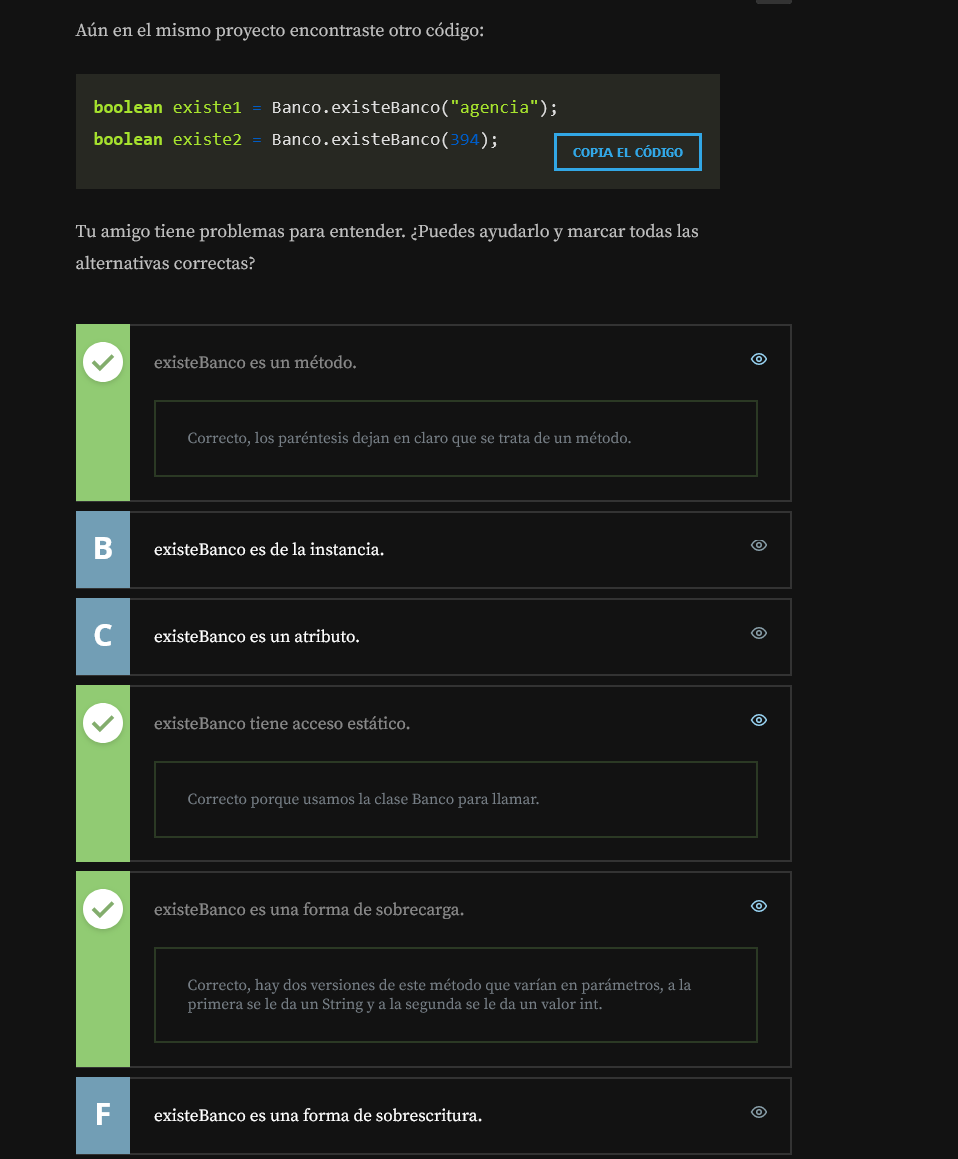 Aún en el mismo proyecto encontraste otro código:
boolean existe1 = Banco.existeBanco("agencia");
boolean existe2 = Banco.existeBanco(394);
COPIA EL CÓDIGO
Tu amigo tiene problemas para entender. ¿Puedes ayudarlo y marcar todas las
alternativas correctas?
existeBanco es un método.
Correcto, los paréntesis dejan en claro que se trata de un método.
B
existeBanco es de la instancia.
C
existeBanco es un atributo.
existeBanco tiene acceso estático.
Correcto porque usamos la clase Banco para llamar.
existeBanco es una forma de sobrecarga.
Correcto, hay dos versiones de este método que varían en parámetros, a la
primera se le da un String y a la segunda se le da un valor int.
F
existeBanco es una forma de sobrescritura.